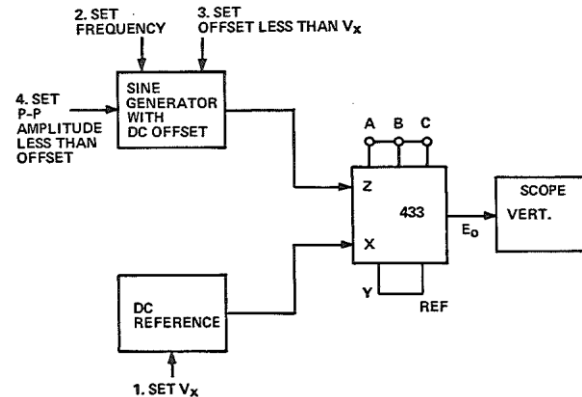 2. SET
FREQUENCY
3. SET
OFFSET LESS THAN Vx
4. SET
P-P
AMPLITUDE
LESS THAN
OFFSET
SINE
GENERATOR
WITH
DC OFFSET
A B C
Z
433
X
Eo
SCOPE
VERT.
Y
REF
DC
REFERENCE
1. SET Vx